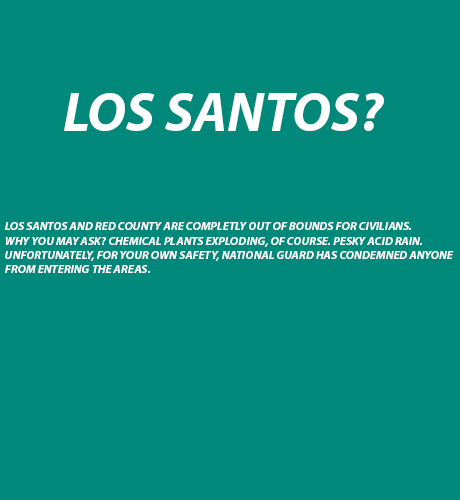 LOS SANTOS?
LOS SANTOS AND RED COUNTY ARE COMPLETLY OUT OF BOUNDS FOR CIVILIANS.
WHY YOU MAY ASK? CHEMICAL PLANTS EXPLODING, OF COURSE. PESKY ACID RAIN.
UNFORTUNATELY, FOR YOUR OWN SAFETY, NATIONAL GUARD HAS CONDEMNED ANYONE
FROM ENTERING THE AREAS.